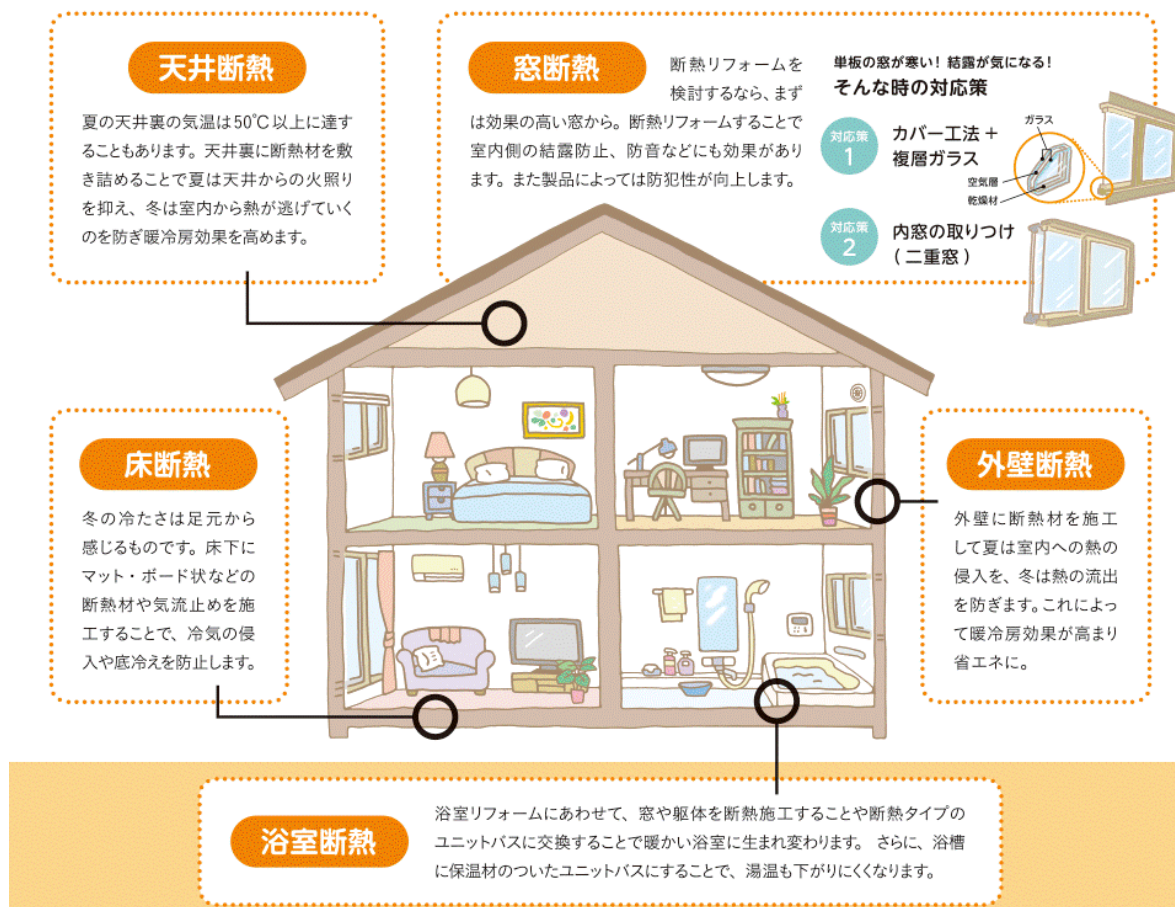 天井断熱
夏の天井裏の気温は50℃以上に達す
ることもあります。天井裏に断熱材を敷
き詰めることで夏は天井からの火照り
を抑え、冬は室内から熱が逃げていく
のを防ぎ暖冷房効果を高めます。
窓断熱
断熱リフォームを
検討するなら、まず
は効果の高い窓から。断熱リフォームすることで
室内側の結露防止、防音などにも効果があり
ます。また製品によっては防犯性が向上します。
単板の窓が寒い！結露が気になる！
そんな時の対応策
対応策
1
カバー工法 +
複層ガラス
ガラス
空気層
乾燥材
対応策
2
内窓の取りつけ
( 二重窓 )
床断熱
冬の冷たさは足元から
感じるものです。床下に
マット・ボード状などの
断熱材や気流止めを施
工することで、冷気の侵
入や底冷えを防止します。
外壁断熱
外壁に断熱材を施工
して夏は室内への熱の
侵入を、冬は熱の流出
を防ぎます。これによっ
て暖冷房効果が高まり
省エネに。
浴室断熱
浴室リフォームにあわせて、窓や躯体を断熱施工することや断熱タイプの
ユニットバスに交換することで暖かい浴室に生まれ変わります。 さらに、浴槽
に保温材のついたユニットバスにすることで、湯温も下がりにくくなります。